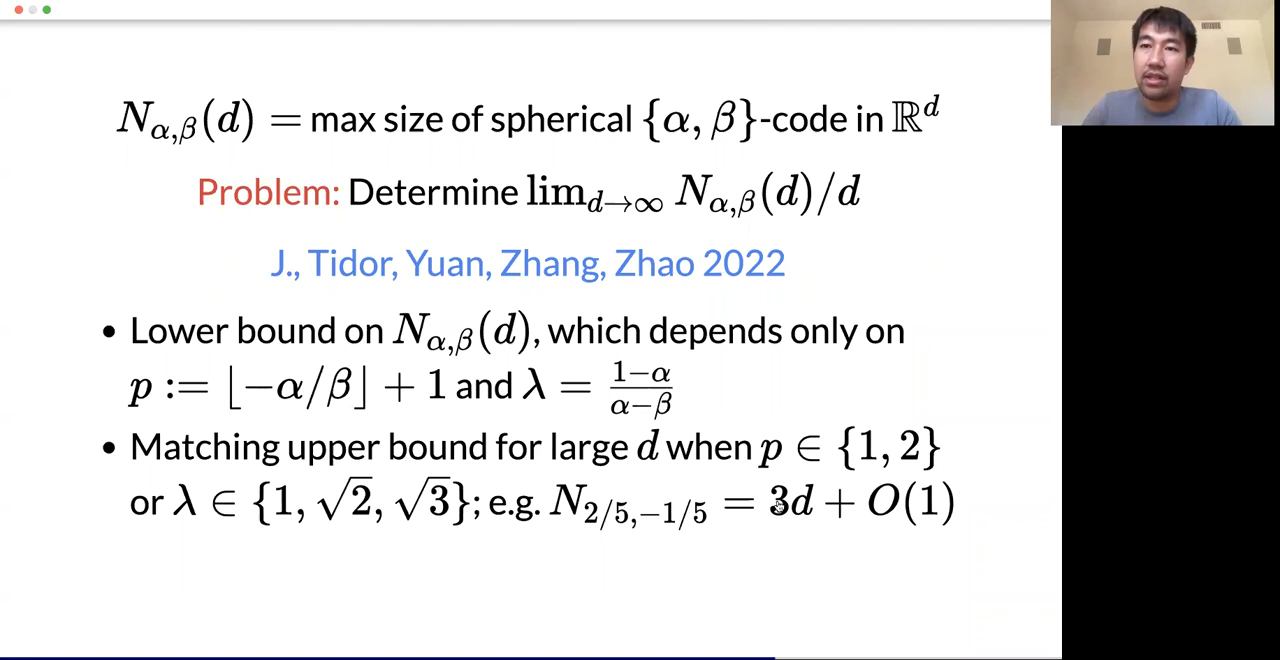 N_{α,β}(d) = max size of spherical {α, β}-code in ℝ^d
Problem: Determine lim_{d→∞} N_{α,β}(d)/d
J., Tidor, Yuan, Zhang, Zhao 2022
• Lower bound on N_{α,β}(d), which depends only on
p := ⌊−α/β⌋ + 1 and λ = \frac{1−α}{α−β}
• Matching upper bound for large d when p ∈ {1, 2}
or λ ∈ {1, √2, √3}; e.g. N_{2/5,−1/5} = 3d + O(1)